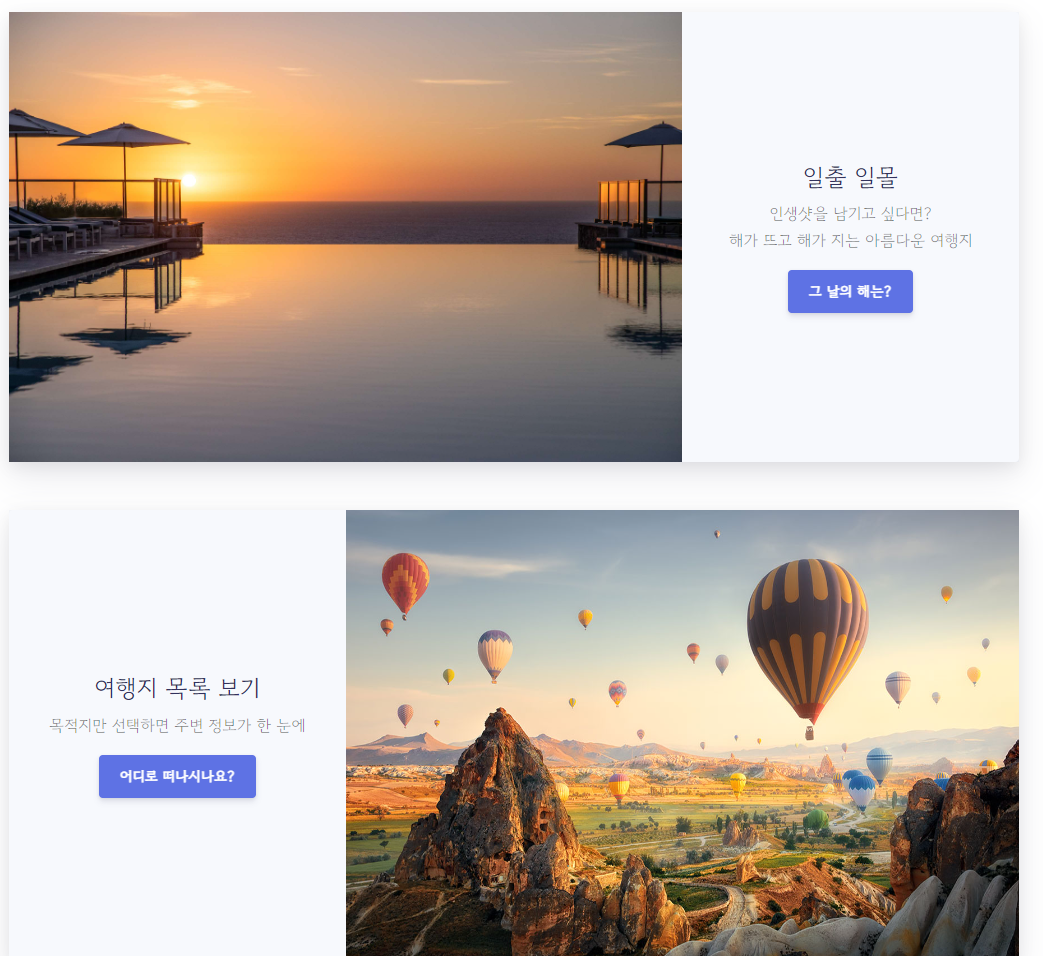 일출 일몰
인생샷을 남기고 싶다면?
해가 뜨고 해가 지는 아름다운 여행지
그 날의 해는?
여행지 목록 보기
목적지만 선택하면 주변 정보가 한 눈에
어디로 떠나시나요?